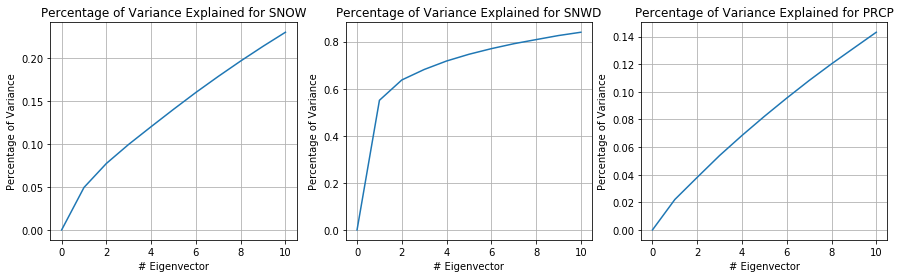 Percentage of Variance Explained for SNOW
Percentage of Variance
0.20
0.15
0.10
0.05
0.00
0 2 4 6 8 10
# Eigenvector
Percentage of Variance Explained for SNWD
Percentage of Variance
0.8
0.6
0.4
0.2
0.0
0 2 4 6 8 10
# Eigenvector
Percentage of Variance Explained for PRCP
Percentage of Variance
0.14
0.12
0.10
0.08
0.06
0.04
0.02
0.00
0 2 4 6 8 10
# Eigenvector